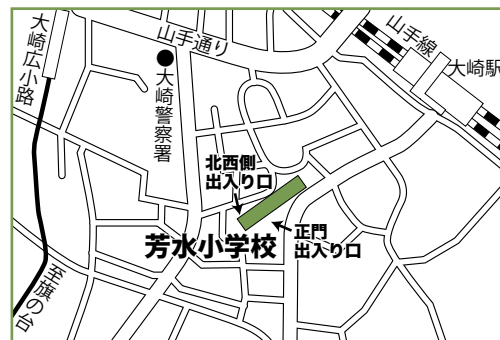 山手通り
山手線
大崎駅
大崎広小路
大崎警察署
北西側
出入り口
正門
出入り口
芳水小学校
至旗の台